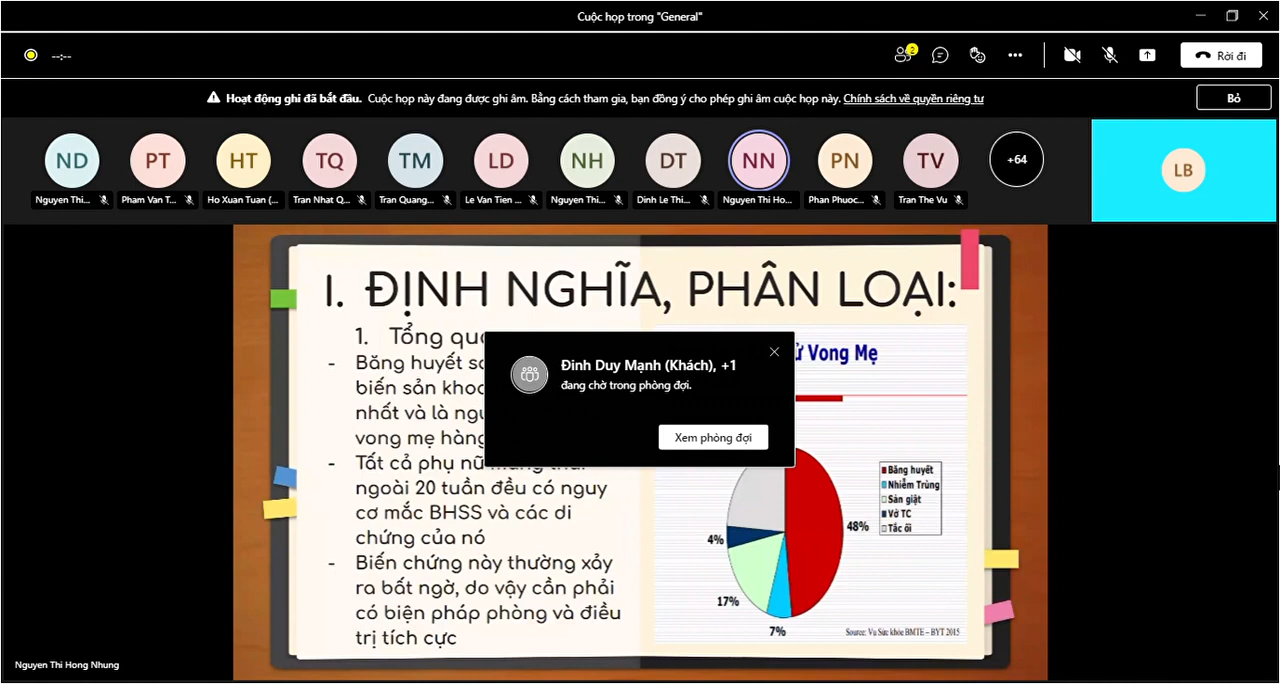 Cuộc họp trong "General"
2
--:--
Rời đi
Hoạt động ghi đã bắt đầu. Cuộc họp này đang được ghi âm. Bằng cách tham gia, bạn đồng ý cho phép ghi âm cuộc họp này. Chính sách về quyền riêng tư
Bỏ
ND PT HT TQ TM LD NH DT NN PN TV +64
LB
Nguyen Thi... Pham Van T... Ho Xuan Tuan (... Tran Nhat Q... Tran Quang... Le Van Tien ... Nguyen Thi... Dinh Le Thi... Nguyen Thi Ho... Phan Phuoc... Tran The Vu
I. ĐỊNH NGHĨA, PHÂN LOẠI:
1. Tổng
- Băng huyết
biến sản khoa
nhất và là
vong mẹ hàng
- Tất cả phụ nữ mang thai
ngoài 20 tuần đều có nguy
cơ mắc BHSS và các di
chứng của nó
- Biến chứng này thường xảy
ra bất ngờ, do vậy cần phải
có biện pháp phòng và điều
trị tích cực
Vong Mẹ
Đinh Duy Mạnh (Khách), +1
đang chờ trong phòng đợi.
Xem phòng đợi
Băng huyết
Nhiễm Trùng
Sản giật
Vỡ TC
Tắc ối
48%
4%
17%
7%
Source: Vụ Sức khỏe BMTE – BYT 2015
Nguyen Thi Hong Nhung